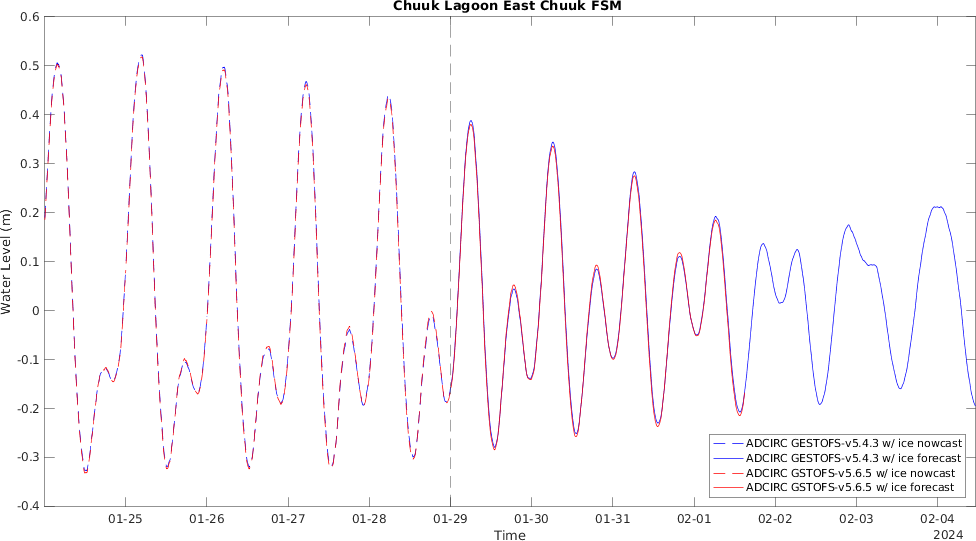 Chuuk Lagoon East Chuuk FSM
0.6
0.5
0.4
0.3
0.2
0.1
0
-0.1
-0.2
-0.3
-0.4
Water Level (m)
ADCIRC GESTOFS-v5.4.3 w/ ice nowcast
ADCIRC GESTOFS-v5.4.3 w/ ice forecast
ADCIRC GSTOFS-v5.6.5 w/ ice nowcast
ADCIRC GSTOFS-v5.6.5 w/ ice forecast
01-25 01-26 01-27 01-28 01-29 01-30 01-31 02-01 02-02 02-03 02-04
Time
2024